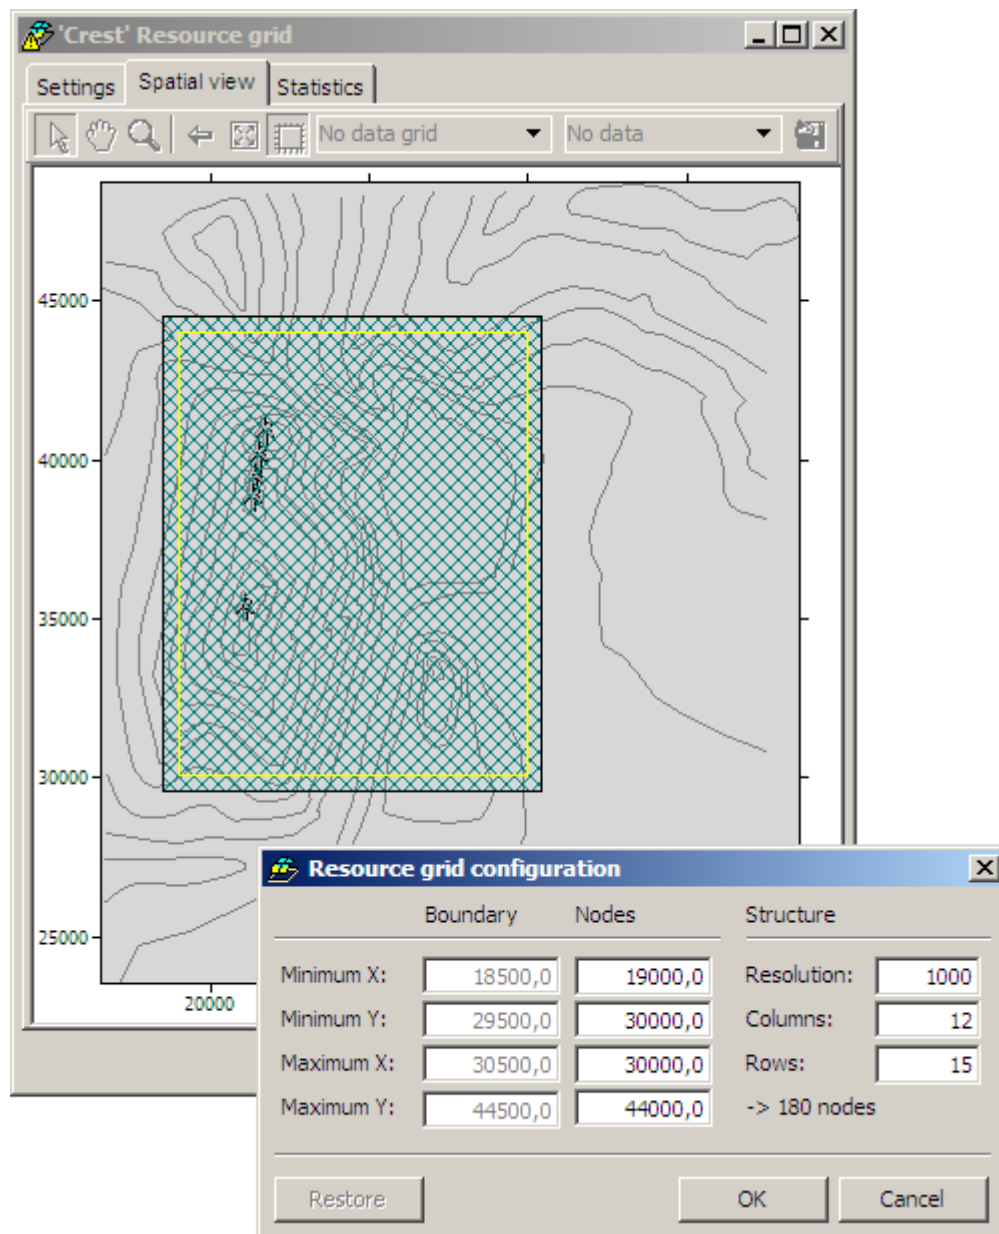 'Crest' Resource grid
Settings Spatial view Statistics
No data grid No data
45000
40000
35000
30000
25000
20000
Resource grid configuration
Boundary Nodes Structure
Minimum X: 18500,0 19000,0 Resolution: 1000
Minimum Y: 29500,0 30000,0 Columns: 12
Maximum X: 30500,0 30000,0 Rows: 15
Maximum Y: 44500,0 44000,0 -> 180 nodes
Restore OK Cancel